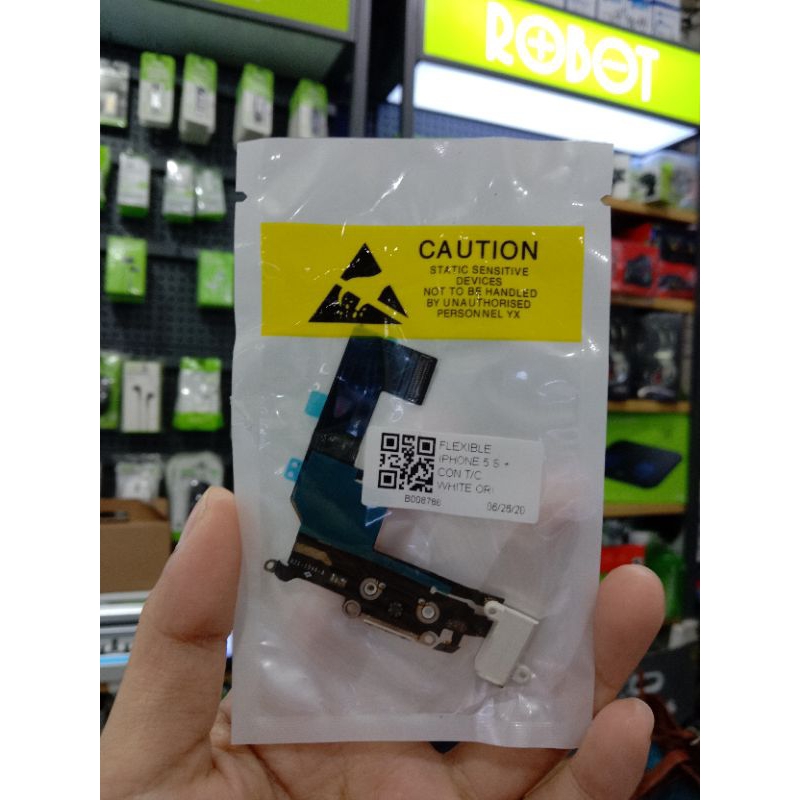 ROBOT
CAUTION
STATIC SENSITIVE
DEVICES
NOT TO BE HANDLED
BY UNAUTHORISED
PERSONNEL YX
FLEXIBLE
IPHONE 5 S +
CON T/C
WHITE ORI
B008786 06/26/20